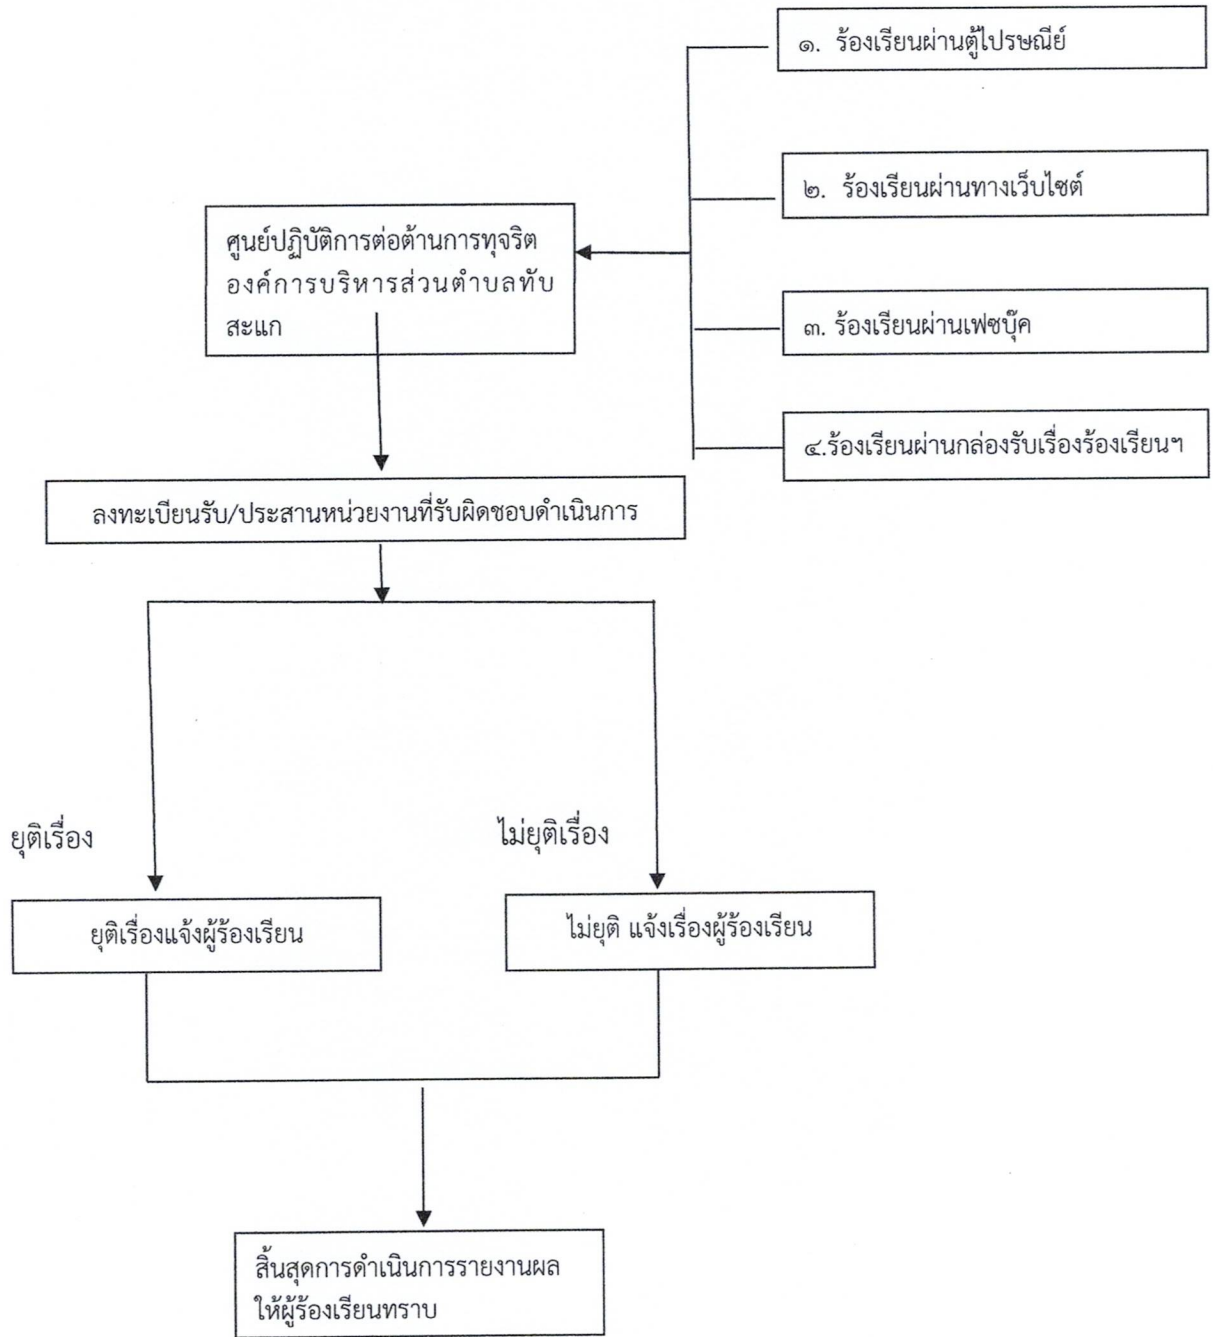 ๑. ร้องเรียนผ่านตู้ไปรษณีย์
๒. ร้องเรียนผ่านทางเว็บไซต์
ศูนย์ปฏิบัติการต่อต้านการทุจริต
องค์การบริหารส่วนตำบลทับ
สะแก
๓. ร้องเรียนผ่านเฟซบุ๊ค
๔.ร้องเรียนผ่านกล่องรับเรื่องร้องเรียนฯ
ลงทะเบียนรับ/ประสานหน่วยงานที่รับผิดชอบดำเนินการ
ยุติเรื่อง
ไม่ยุติเรื่อง
ยุติเรื่องแจ้งผู้ร้องเรียน
ไม่ยุติ แจ้งเรื่องผู้ร้องเรียน
สิ้นสุดการดำเนินการรายงานผล
ให้ผู้ร้องเรียนทราบ